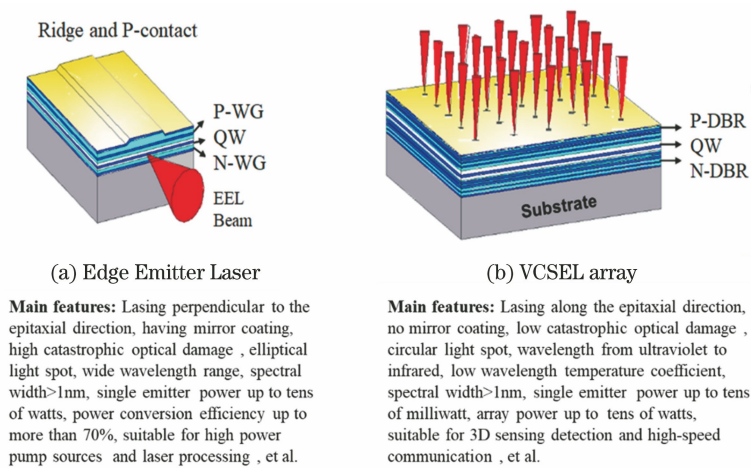 Ridge and P-contact
P-WG
QW
N-WG
EEL
Beam
(a) Edge Emitter Laser
Main features: Lasing perpendicular to the
epitaxial direction, having mirror coating,
high catastrophic optical damage , elliptical
light spot, wide wavelength range, spectral
width>1nm, single emitter power up to tens
of watts, power conversion efficiency up to
more than 70%, suitable for high power
pump sources and laser processing , et al.
P-DBR
QW
N-DBR
Substrate
(b) VCSEL array
Main features: Lasing along the epitaxial direction,
no mirror coating, low catastrophic optical damage ,
circular light spot, wavelength from ultraviolet to
infrared, low wavelength temperature coefficient,
spectral width>1nm, single emitter power up to tens
of milliwatt, array power up to tens of watts,
suitable for 3D sensing detection and high-speed
communication , et al.